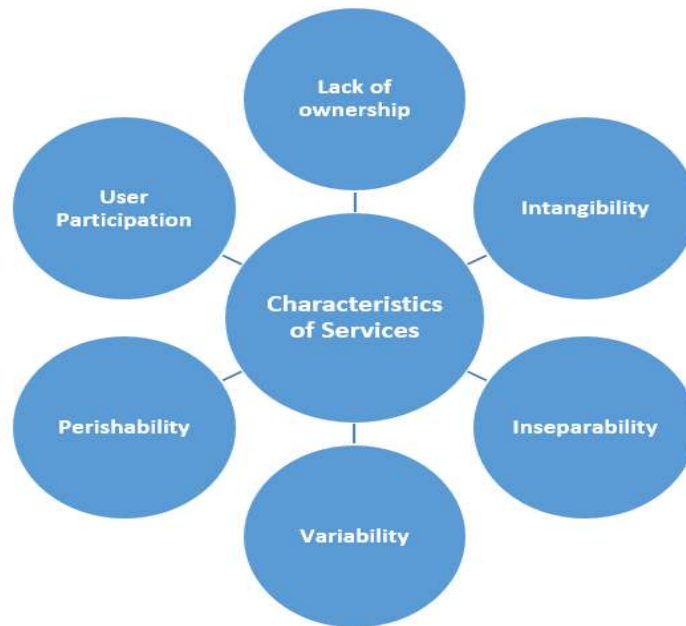 Lack of
ownership
User
Participation
Intangibility
Characteristics
of Services
Perishability
Inseparability
Variability